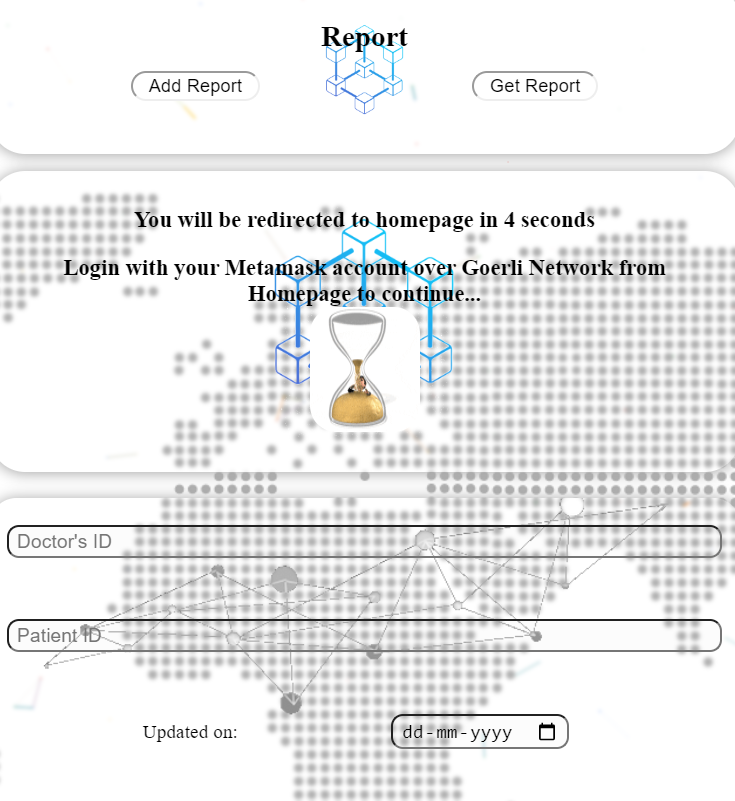 Report
Add Report
Get Report
You will be redirected to homepage in 4 seconds
Login with your Metamask account over Goerli Network from
Homepage to continue...
Doctor's ID
Patient ID
Updated on:
dd-mm-yyyy